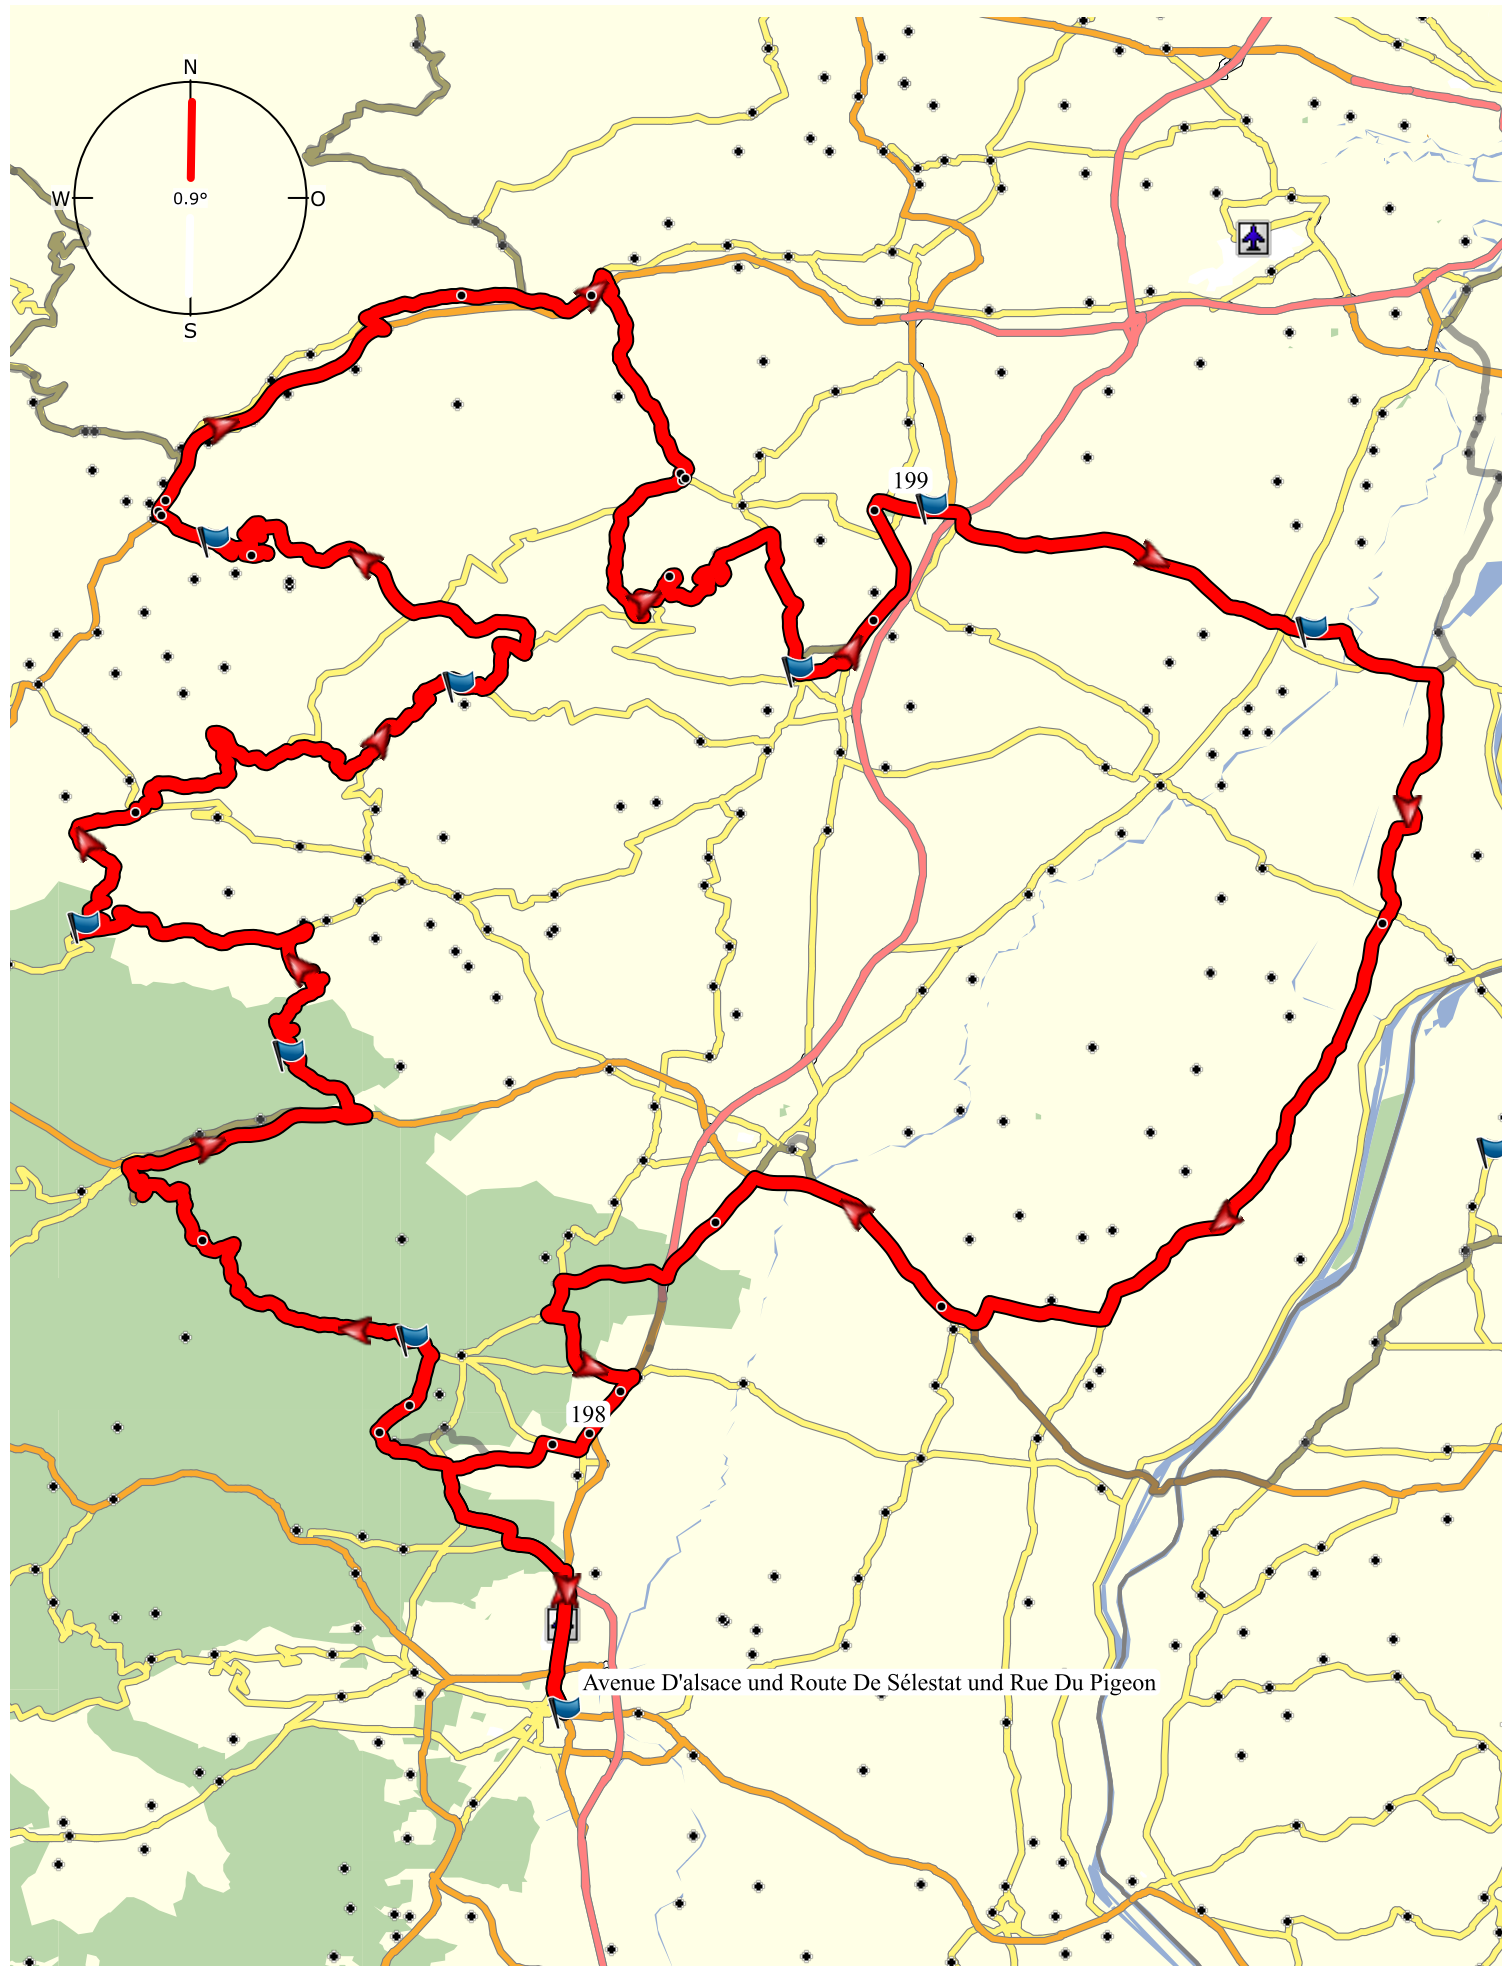 N
W
0.9°
O
S
199
198
Avenue D'alsace und Route De Sélestat und Rue Du Pigeon